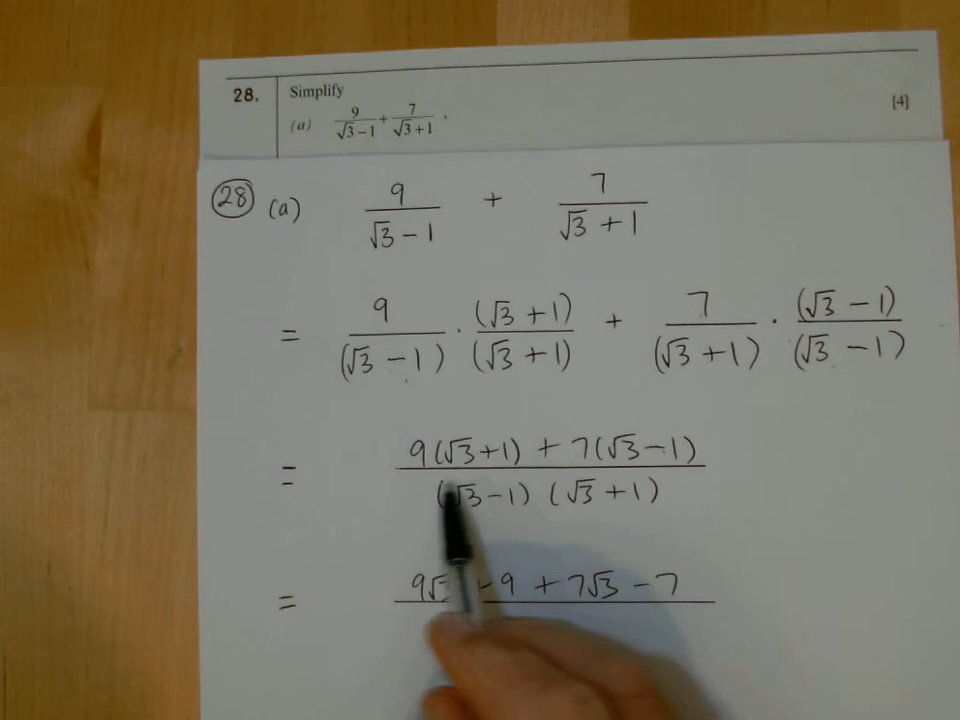 28. Simplify [4]
(a) 9/(√3−1) + 7/(√3+1) .
(28) (a) 9/(√3 − 1) + 7/(√3 + 1)
= 9/(√3 − 1) · (√3 + 1)/(√3 + 1) + 7/(√3 + 1) · (√3 − 1)/(√3 − 1)
= 9(√3+1) + 7(√3−1) / (√3−1) (√3+1)
= 9√3 + 9 + 7√3 − 7